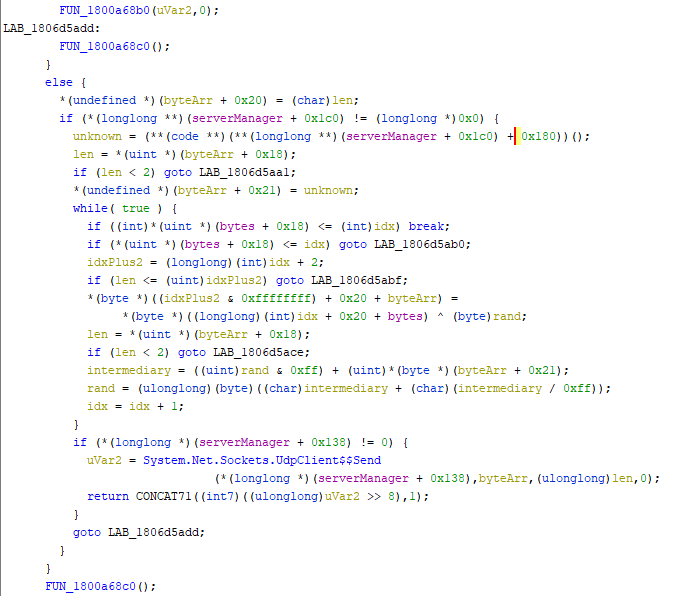 FUN_1800a68b0(uVar2,0);
LAB_1806d5add:
FUN_1800a68c0();
}
else {
*(undefined *)(byteArr + 0x20) = (char)len;
if (*(longlong **)(serverManager + 0x1c0) != (longlong *)0x0) {
unknown = (**(code **)(**(longlong **)(serverManager + 0x1c0) + 0x180))();
len = *(uint *)(byteArr + 0x18);
if (len < 2) goto LAB_1806d5aa1;
*(undefined *)(byteArr + 0x21) = unknown;
while( true ) {
if ((int)*(uint *)(bytes + 0x18) <= (int)idx) break;
if (*(uint *)(bytes + 0x18) <= idx) goto LAB_1806d5ab0;
idxPlus2 = (longlong)(int)idx + 2;
if (len <= (uint)idxPlus2) goto LAB_1806d5abf;
*(byte *)((idxPlus2 & 0xffffffff) + 0x20 + byteArr) =
*(byte *)((longlong)(int)idx + 0x20 + bytes) ^ (byte)rand;
len = *(uint *)(byteArr + 0x18);
if (len < 2) goto LAB_1806d5ace;
intermediary = ((uint)rand & 0xff) + (uint)*(byte *)(byteArr + 0x21);
rand = (ulonglong)(byte)((char)intermediary + (char)(intermediary / 0xff));
idx = idx + 1;
}
if (*(longlong *)(serverManager + 0x138) != 0) {
uVar2 = System.Net.Sockets.UdpClient$$Send
(*(longlong *)(serverManager + 0x138),byteArr,(ulonglong)len,0);
return CONCAT71((int7)((ulonglong)uVar2 >> 8),1);
}
goto LAB_1806d5add;
}
}
FUN_1800a68c0();